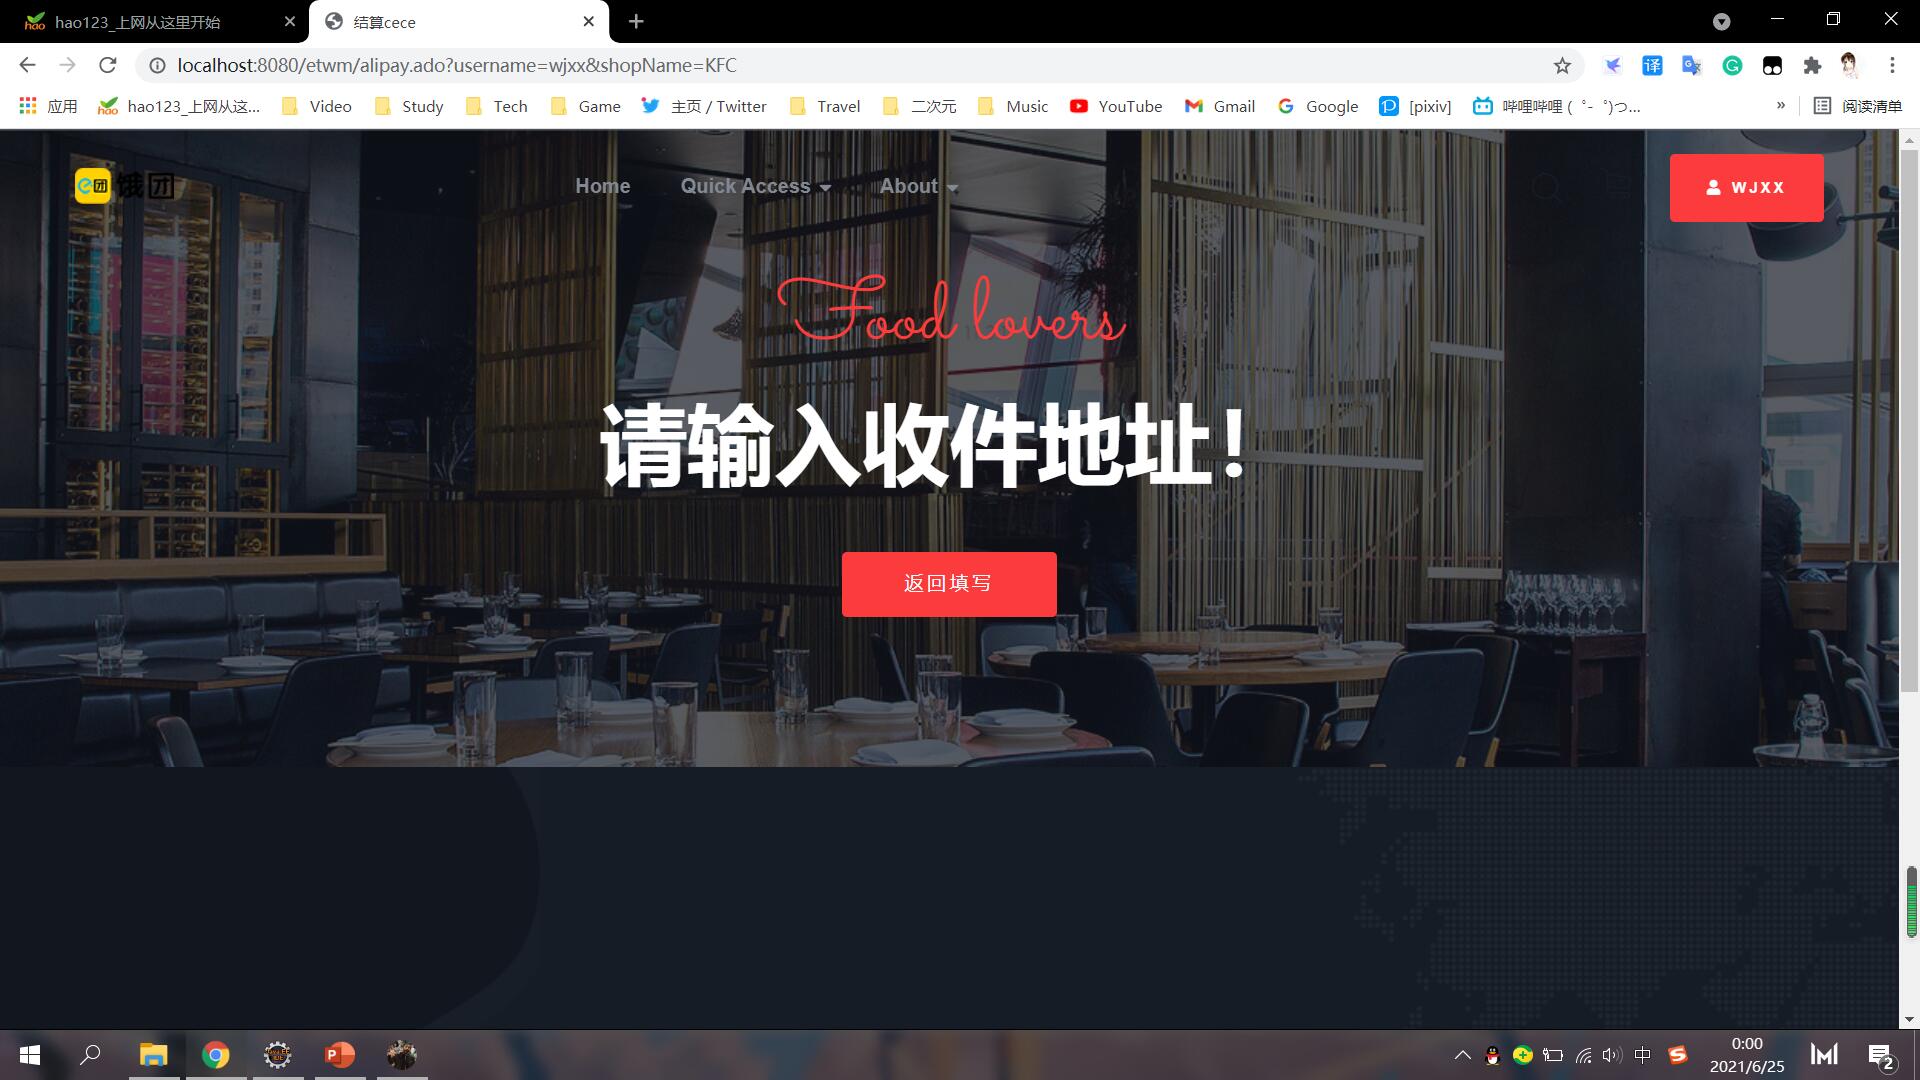 hao123_上网从这里开始
结算cece
localhost:8080/etwm/alipay.ado?username=wjxx&shopName=KFC
应用
hao123_上网从这...
Video
Study
Tech
Game
主页 / Twitter
Travel
二次元
Music
YouTube
Gmail
Google
[pixiv]
哔哩哔哩 ( ゜- ゜)つ...
»
阅读清单
e团 饿团
Home
Quick Access
About
WJXX
Food lovers
请输入收件地址！
返回填写
中
0:00
2021/6/25
2